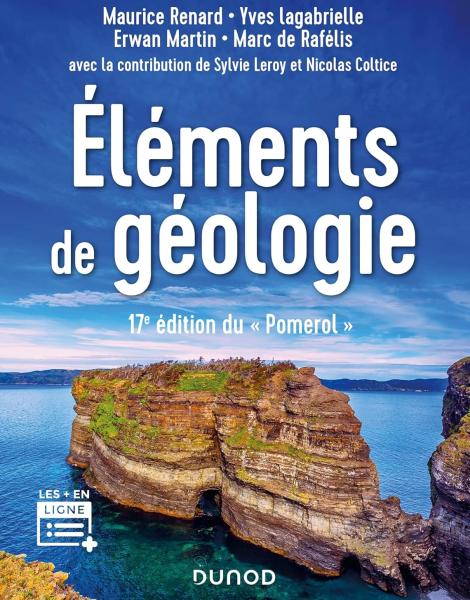 Maurice Renard • Yves lagabrielle
Erwan Martin • Marc de Rafélis
avec la contribution de Sylvie Leroy et Nicolas Coltice
Éléments
de géologie
17e édition du « Pomerol »
LES + EN
LIGNE
DUNOD